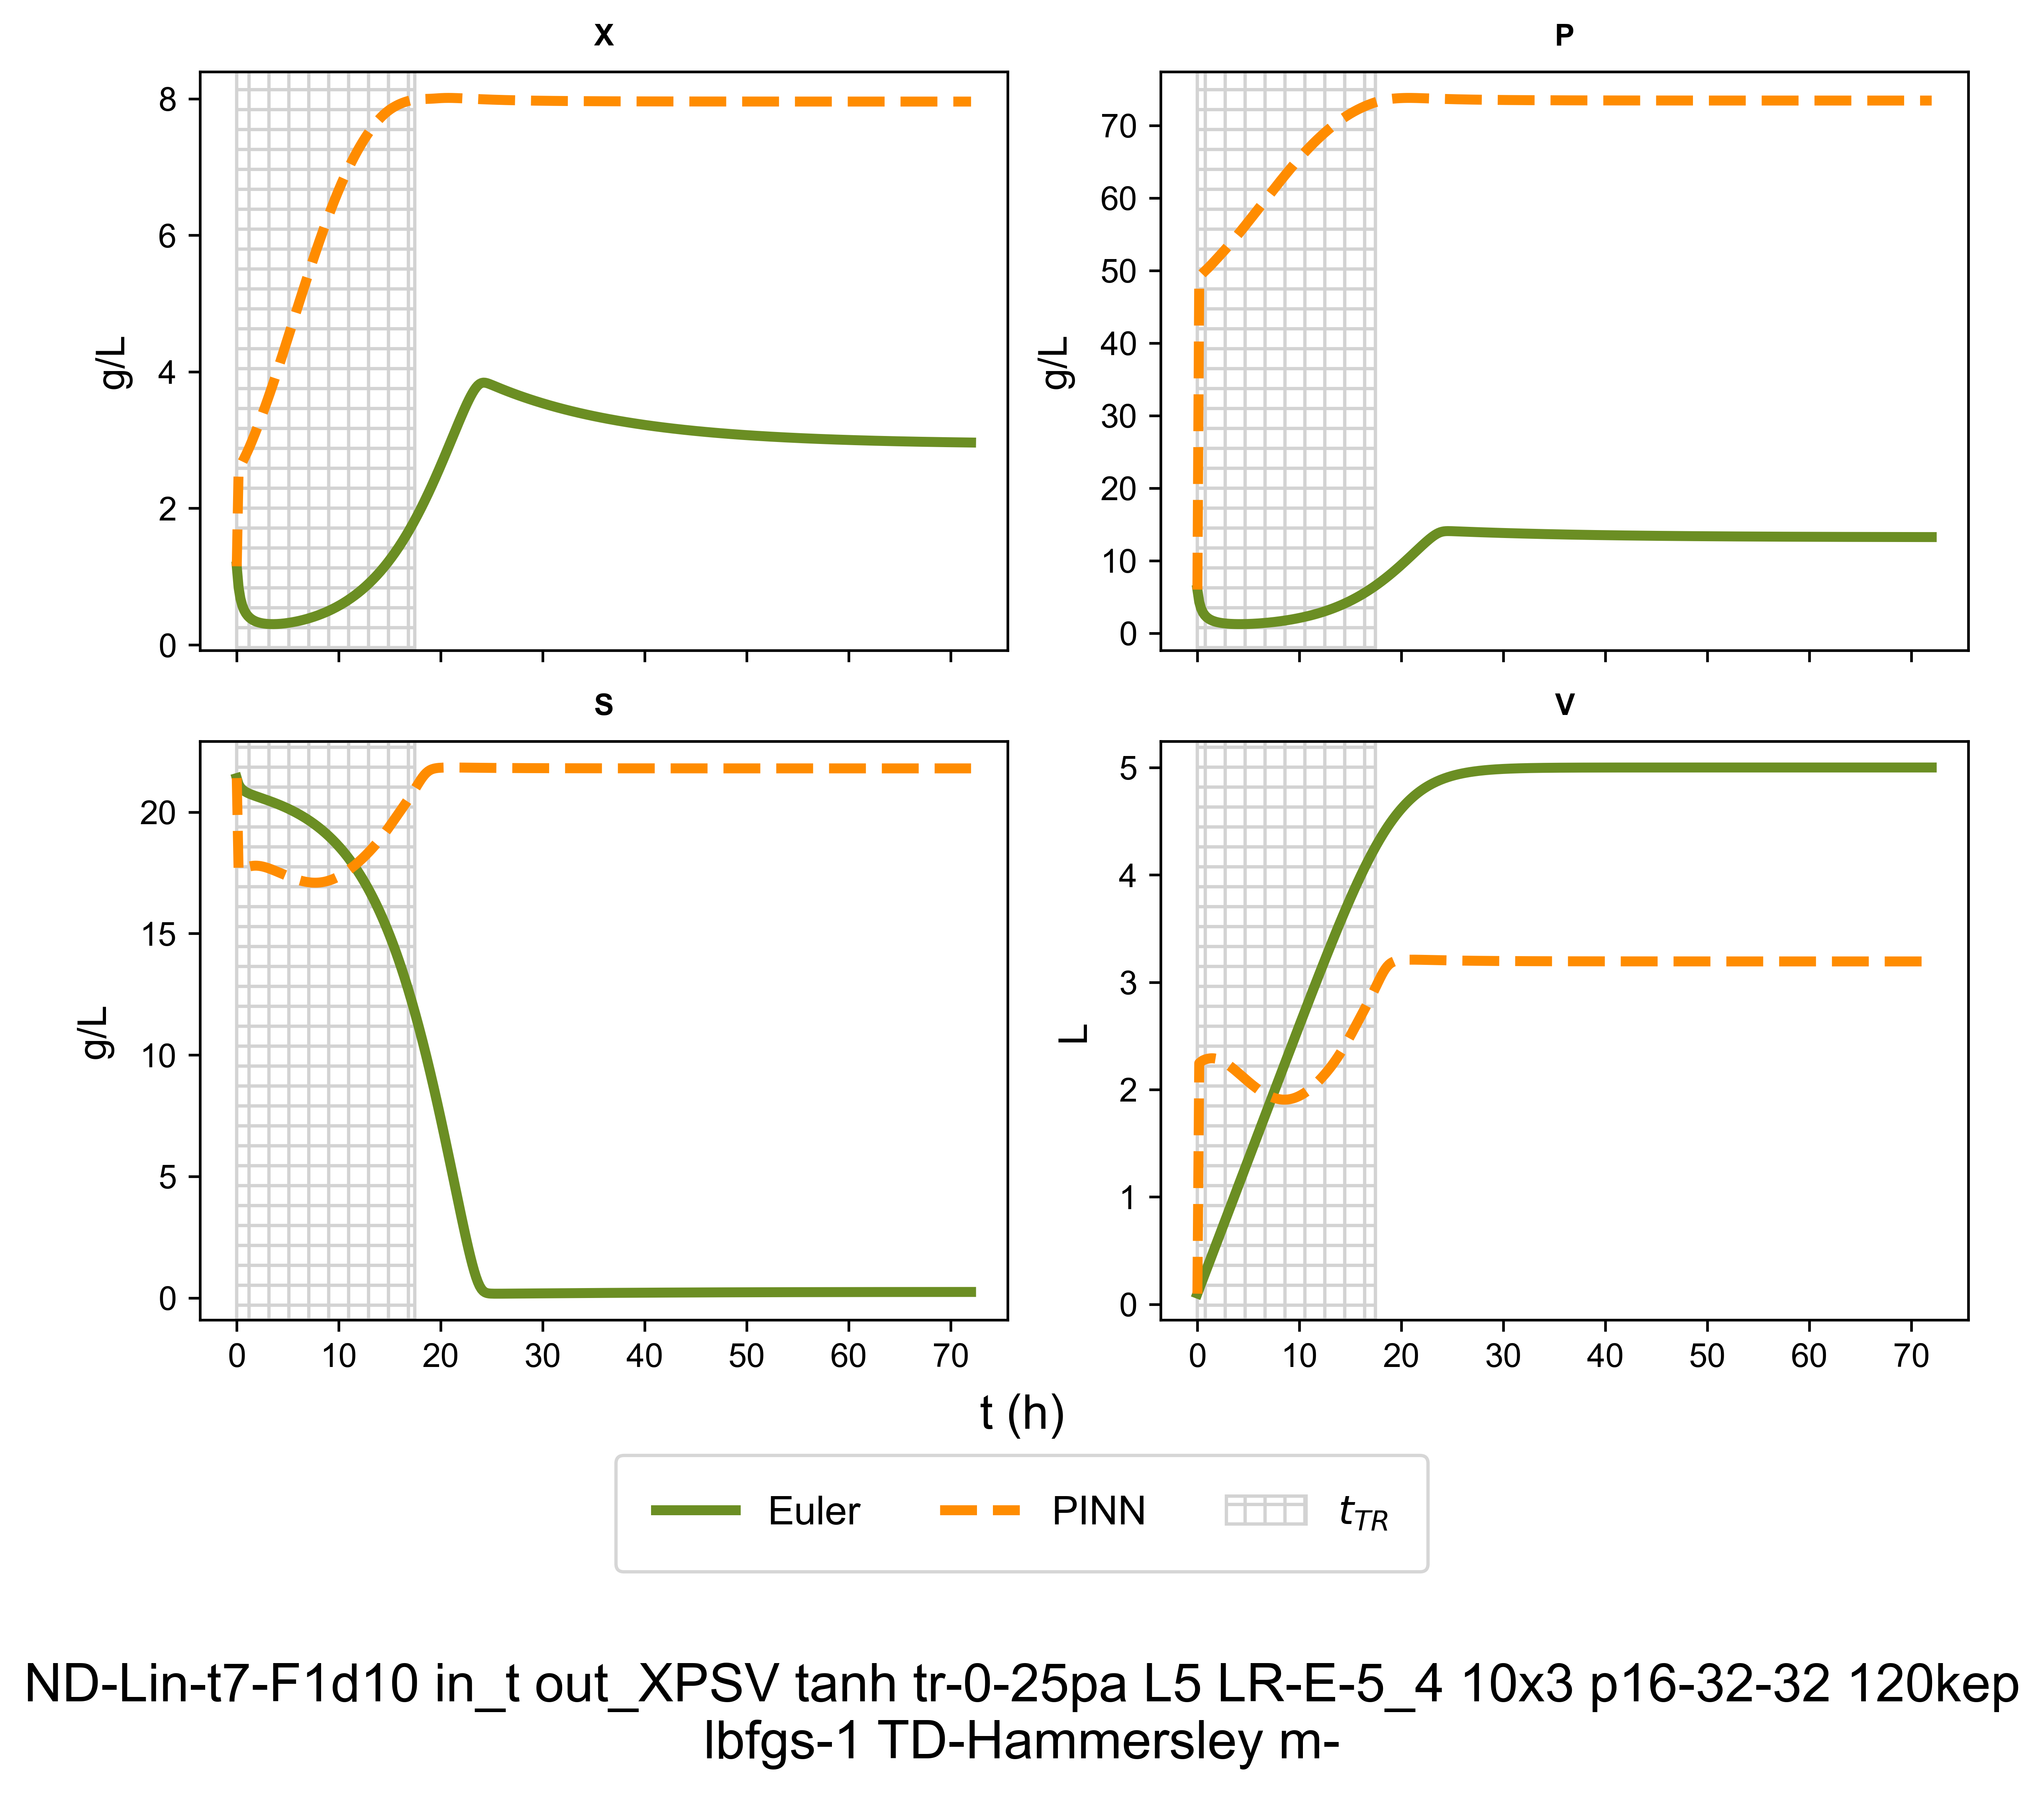 X
P
8
6
4
2
0
g/L
70
60
50
40
30
20
10
0
g/L
S
V
20
15
10
5
0
g/L
0 10 20 30 40 50 60 70
5
4
3
2
1
0
L
0 10 20 30 40 50 60 70
t (h)
Euler PINN t_TR
ND-Lin-t7-F1d10 in_t out_XPSV tanh tr-0-25pa L5 LR-E-5_4 10x3 p16-32-32 120kep
lbfgs-1 TD-Hammersley m-